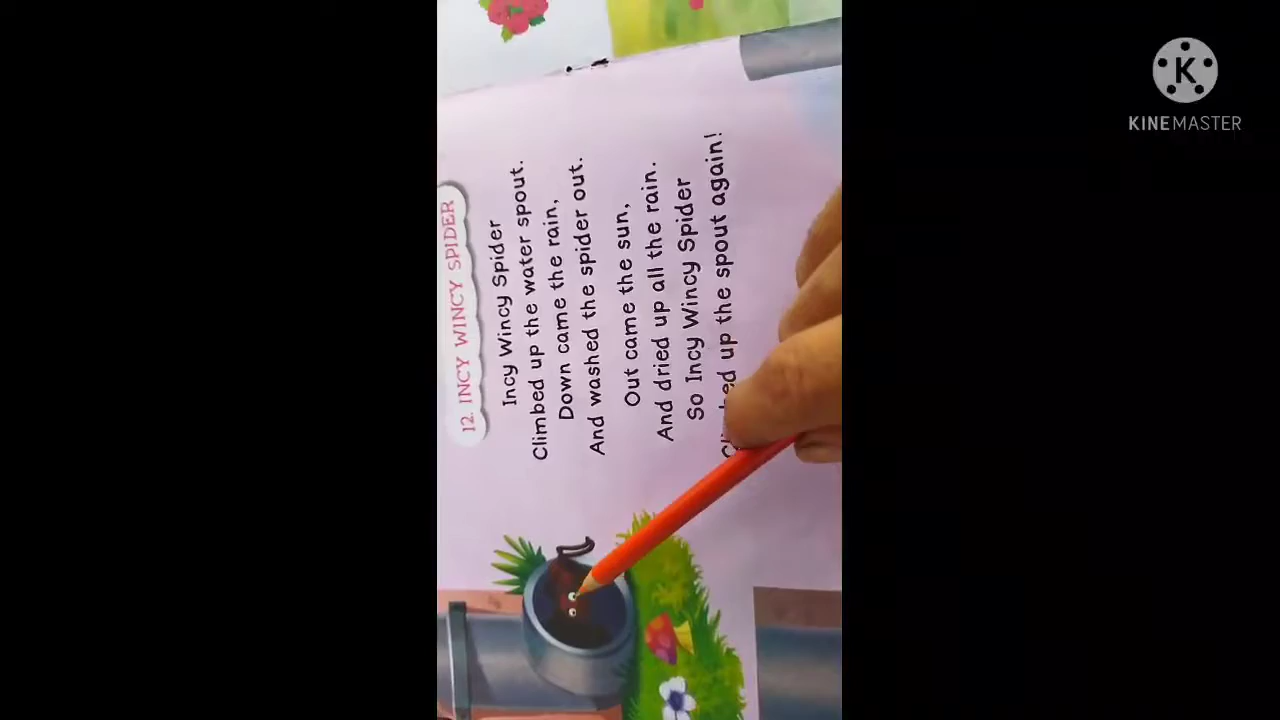 12. INCY WINCY SPIDER
Incy Wincy Spider
Climbed up the water spout.
Down came the rain,
And washed the spider out.
Out came the sun,
And dried up all the rain.
So Incy Wincy Spider
up the spout again!
KINEMASTER